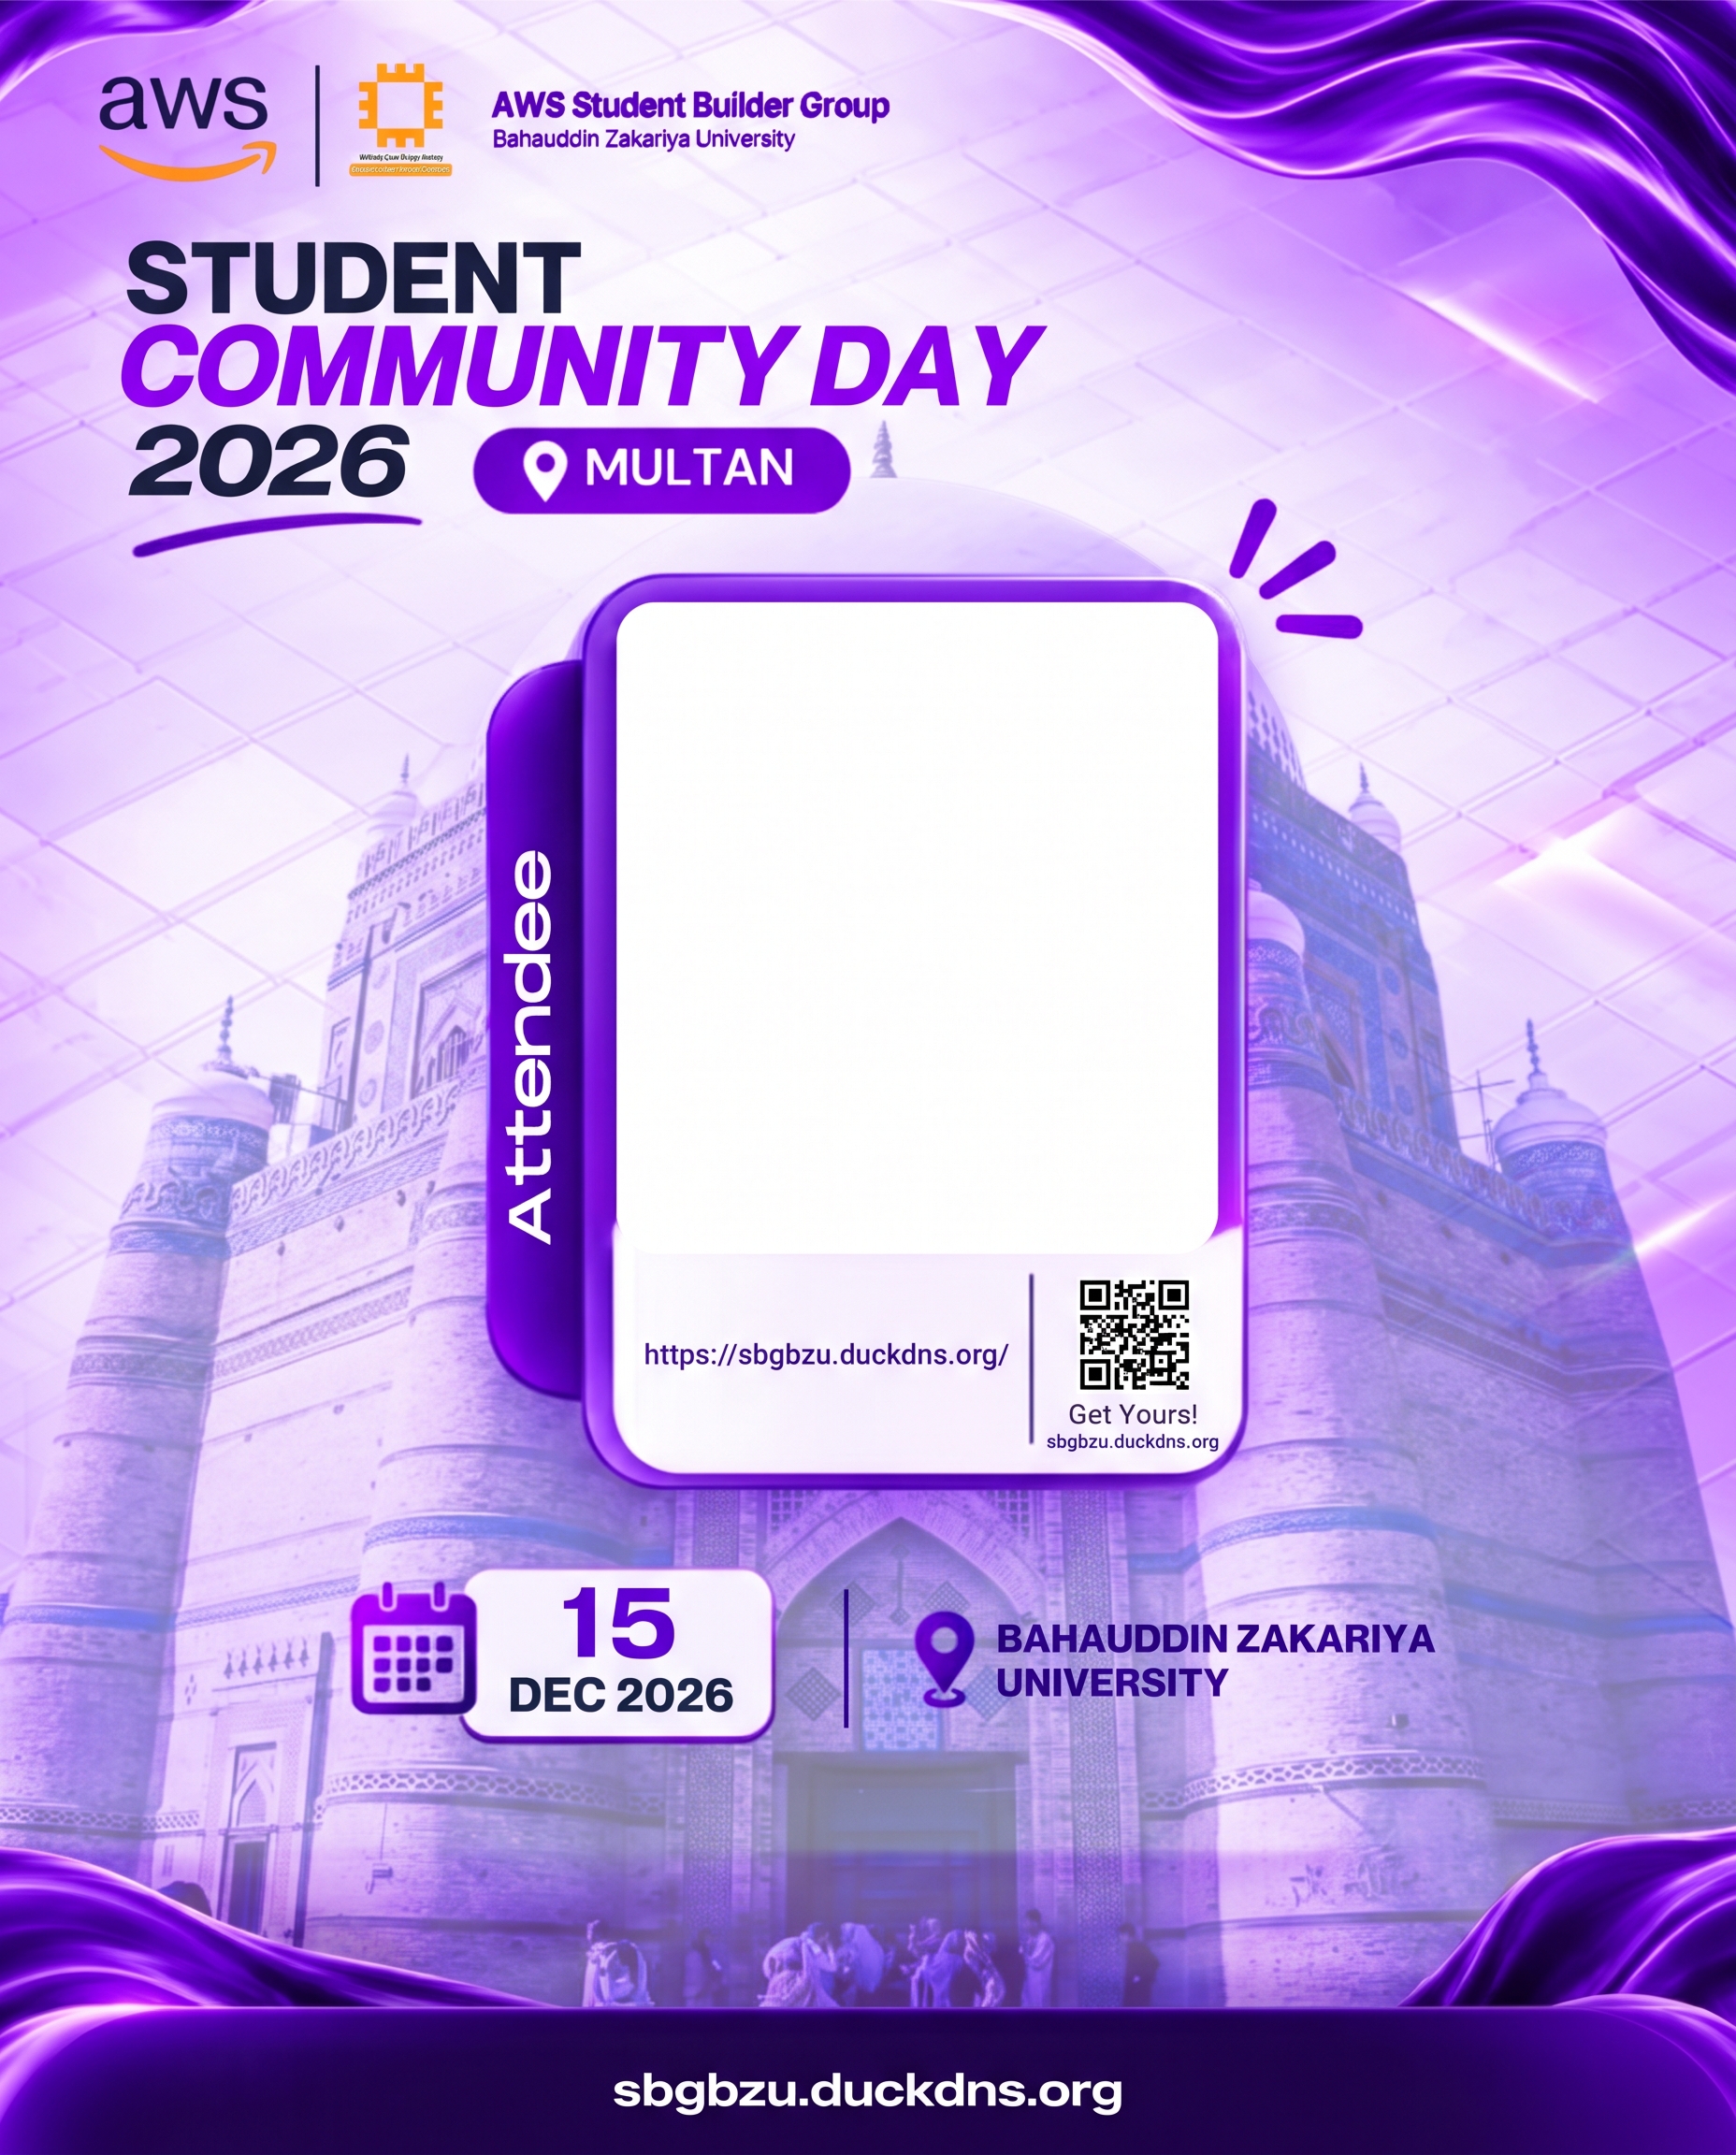 aws
AWS Student Builder Group
Bahauddin Zakariya University
STUDENT
COMMUNITY DAY
2026
MULTAN
Attendee
https://sbgbzu.duckdns.org/
Get Yours!
sbgbzu.duckdns.org
15
DEC 2026
BAHAUDDIN ZAKARIYA
UNIVERSITY
sbgbzu.duckdns.org